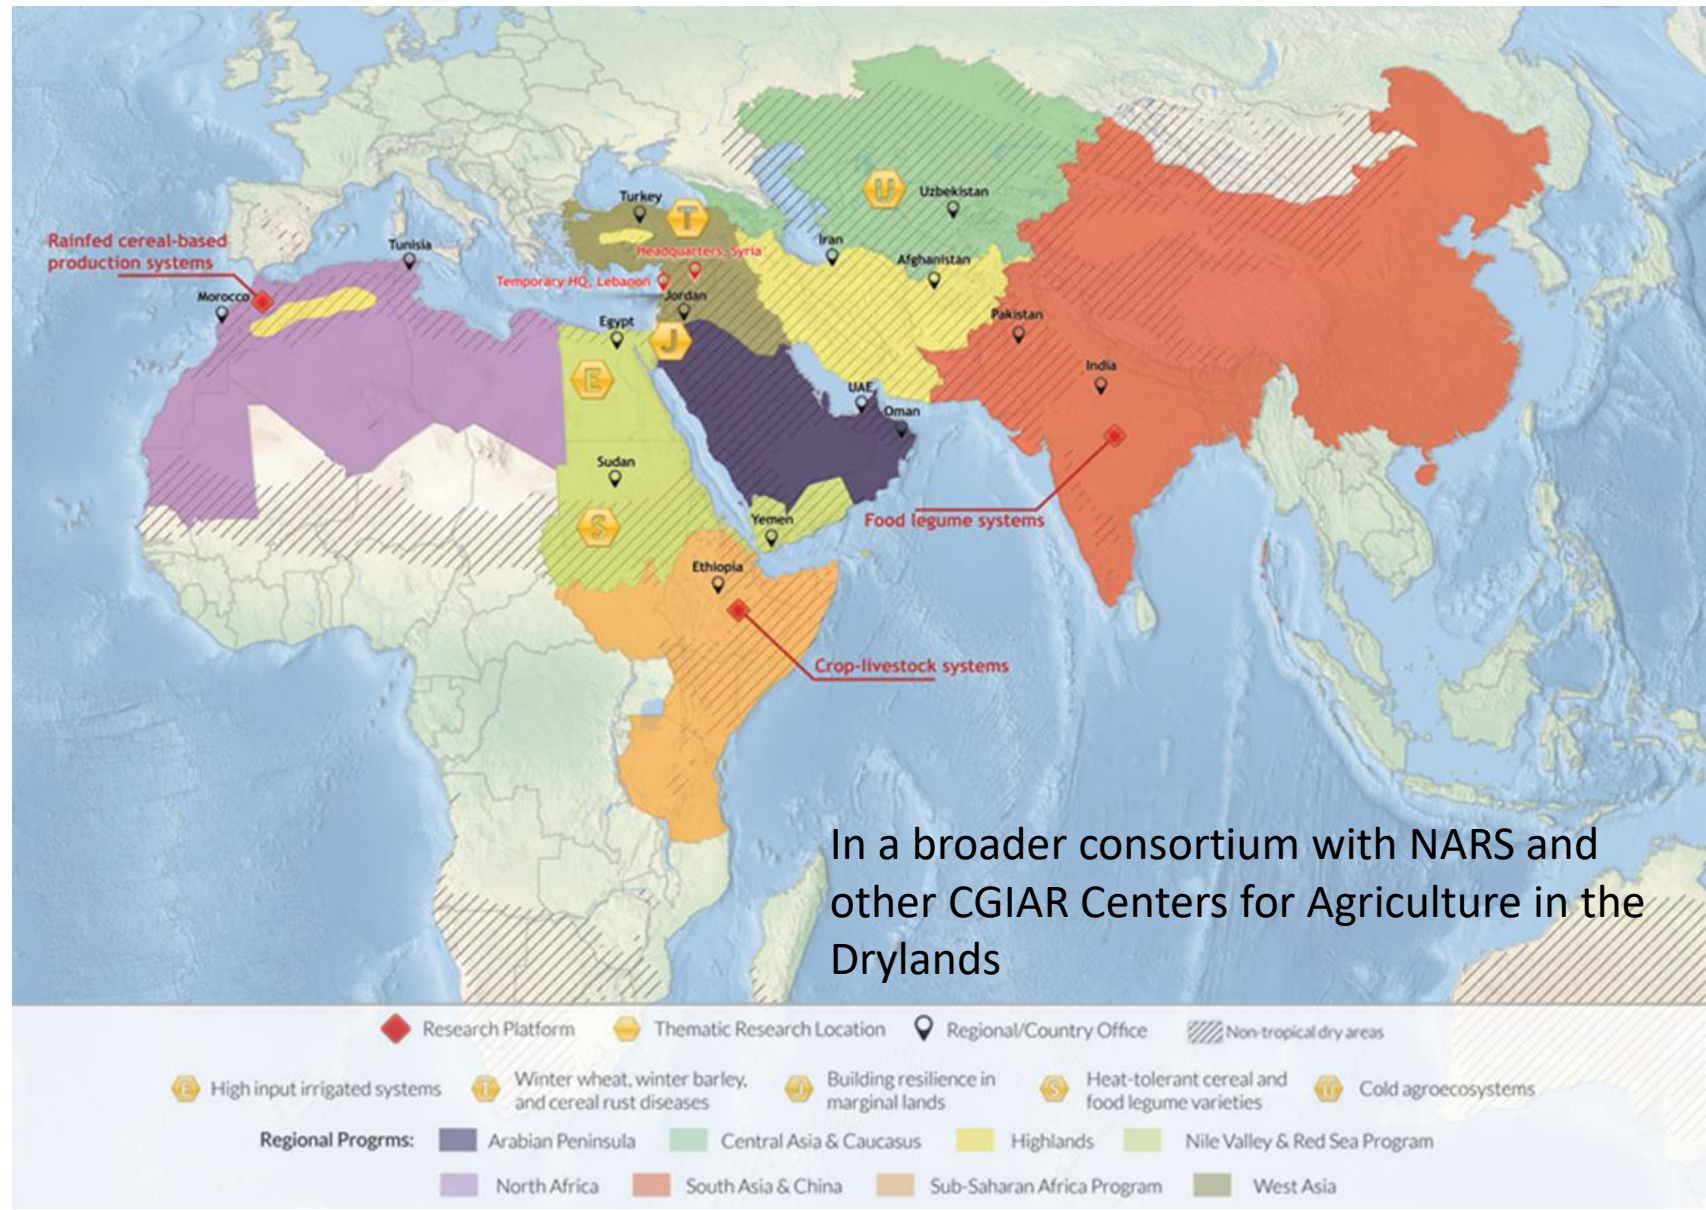 Turkey
Uzbekistan
Rainfed cereal-based
production systems
Tunisia
Headquarters, Syria
Iran
Afghanistan
Temporary HQ, Lebanon
Morocco
Jordan
Egypt
Pakistan
India
UAE
Oman
Sudan
Yemen
Food legume systems
Ethiopia
Crop-livestock systems
U
T
J
E
S
In a broader consortium with NARS and
other CGIAR Centers for Agriculture in the
Drylands
Research Platform
Thematic Research Location
Regional/Country Office
Non-tropical dry areas
E High input irrigated systems
T Winter wheat, winter barley,
and cereal rust diseases
J Building resilience in
marginal lands
S Heat-tolerant cereal and
food legume varieties
U Cold agroecosystems
Regional Progrms: Arabian Peninsula Central Asia & Caucasus Highlands Nile Valley & Red Sea Program
North Africa South Asia & China Sub-Saharan Africa Program West Asia